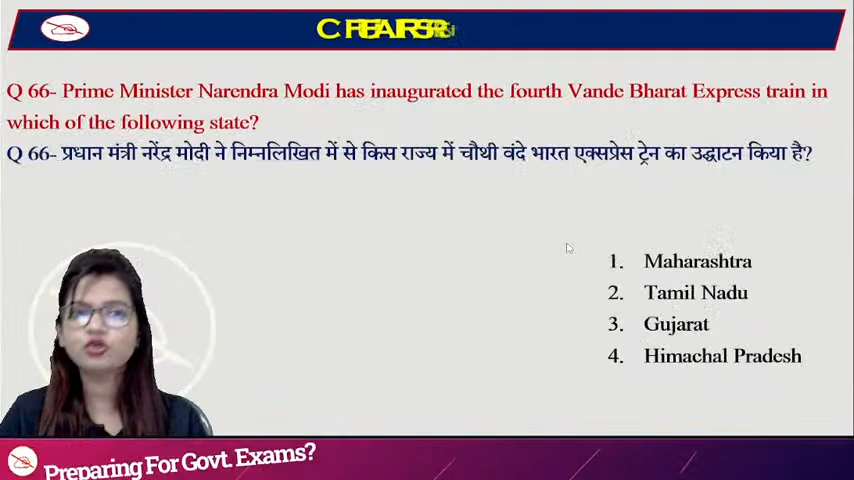 Q 66- Prime Minister Narendra Modi has inaugurated the fourth Vande Bharat Express train in
which of the following state?
Q 66- प्रधान मंत्री नरेंद्र मोदी ने निम्नलिखित में से किस राज्य में चौथी वंदे भारत एक्सप्रेस ट्रेन का उद्घाटन किया है?
1. Maharashtra
2. Tamil Nadu
3. Gujarat
4. Himachal Pradesh
Preparing For Govt. Exams?